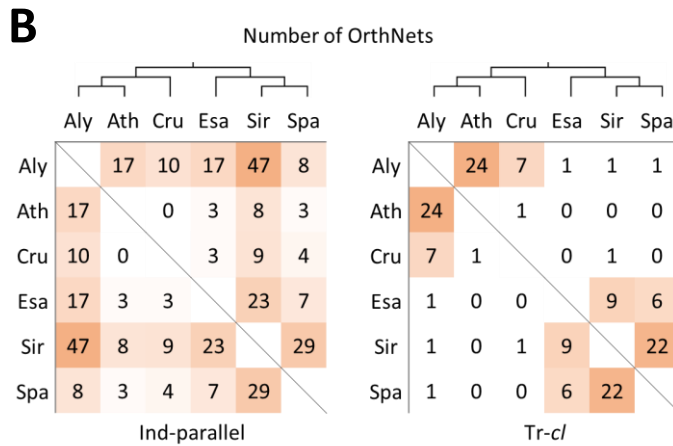 B
Number of OrthNets
Aly Ath Cru Esa Sir Spa
Aly 17 10 17 47 8
Ath 17 0 3 8 3
Cru 10 0 3 9 4
Esa 17 3 3 23 7
Sir 47 8 9 23 29
Spa 8 3 4 7 29
Ind-parallel
Aly Ath Cru Esa Sir Spa
Aly 24 7 1 1 1
Ath 24 1 0 0 0
Cru 7 1 0 1 0
Esa 1 0 0 9 6
Sir 1 0 1 9 22
Spa 1 0 0 6 22
Tr-cl